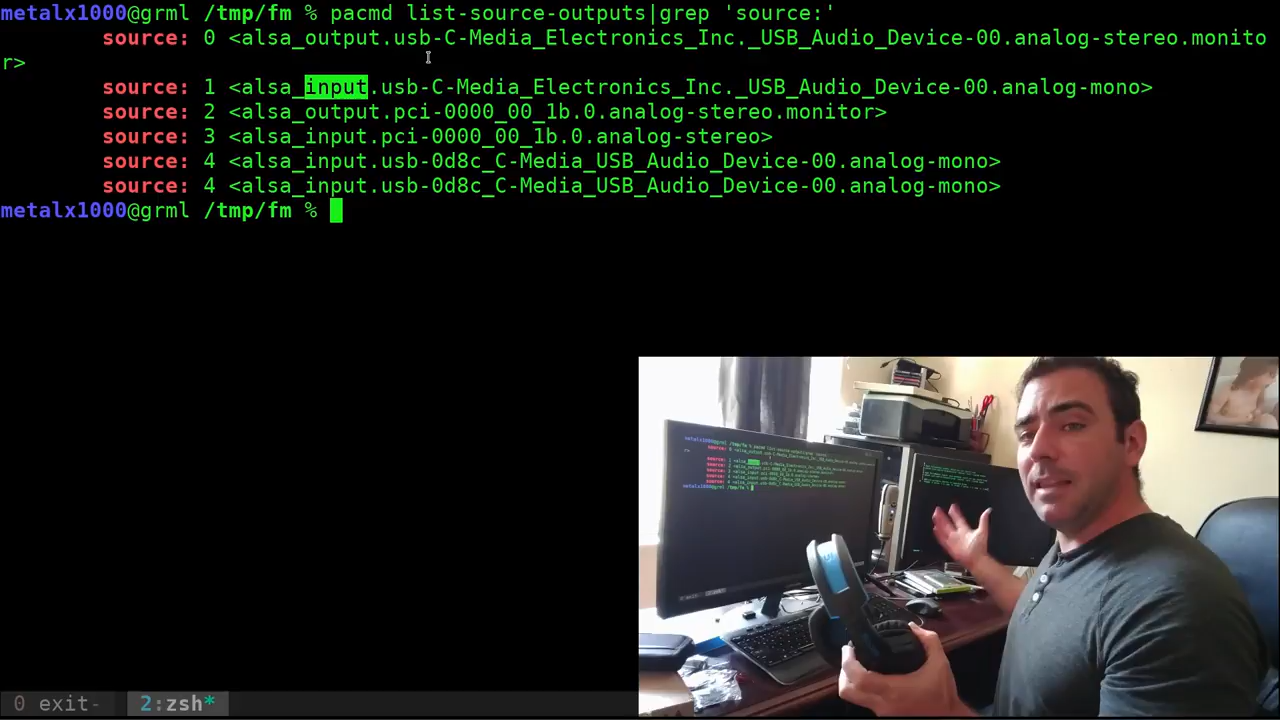 metalx1000@grml /tmp/fm % pacmd list-source-outputs|grep 'source:'
source: 0 <alsa_output.usb-C-Media_Electronics_Inc._USB_Audio_Device-00.analog-stereo.monito
r>
source: 1 <alsa_input.usb-C-Media_Electronics_Inc._USB_Audio_Device-00.analog-mono>
source: 2 <alsa_output.pci-0000_00_1b.0.analog-stereo.monitor>
source: 3 <alsa_input.pci-0000_00_1b.0.analog-stereo>
source: 4 <alsa_input.usb-0d8c_C-Media_USB_Audio_Device-00.analog-mono>
source: 4 <alsa_input.usb-0d8c_C-Media_USB_Audio_Device-00.analog-mono>
metalx1000@grml /tmp/fm %
0 exit- 2:zsh*